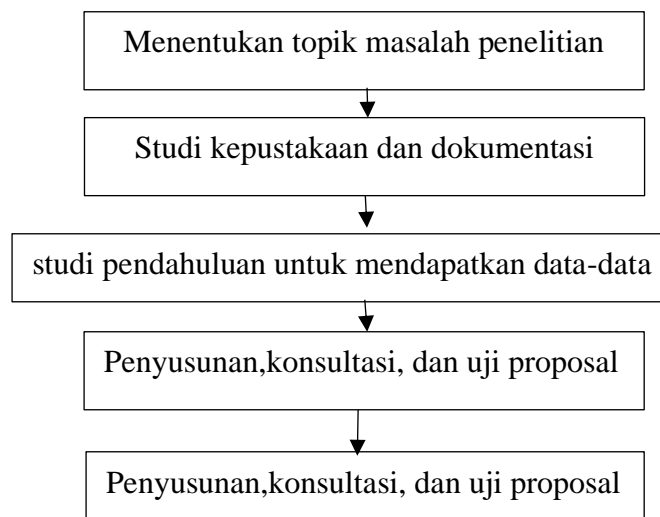 Menentukan topik masalah penelitian
Studi kepustakaan dan dokumentasi
studi pendahuluan untuk mendapatkan data-data
Penyusunan,konsultasi, dan uji proposal
Penyusunan,konsultasi, dan uji proposal